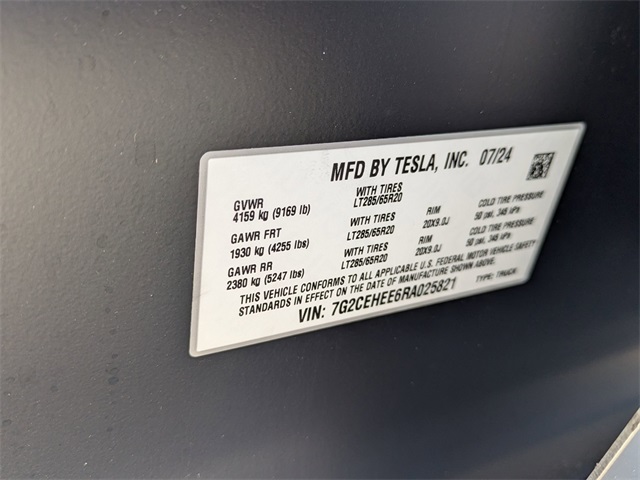 MFD BY TESLA, INC. 07/24
GVWR WITH TIRES
4159 kg (9169 lb) LT285/65R20
GAWR FRT WITH TIRES RIM COLD TIRE PRESSURE
1930 kg (4255 lbs) LT285/65R20 20X9.0J 50 psi, 345 kPa
GAWR RR WITH TIRES RIM COLD TIRE PRESSURE
2380 kg (5247 lbs) LT285/65R20 20X9.0J 50 psi, 345 kPa
THIS VEHICLE CONFORMS TO ALL APPLICABLE U.S. FEDERAL MOTOR VEHICLE SAFETY
STANDARDS IN EFFECT ON THE DATE OF MANUFACTURE SHOWN ABOVE.
VIN: 7G2CEHEE6RA025821 TYPE: TRUCK